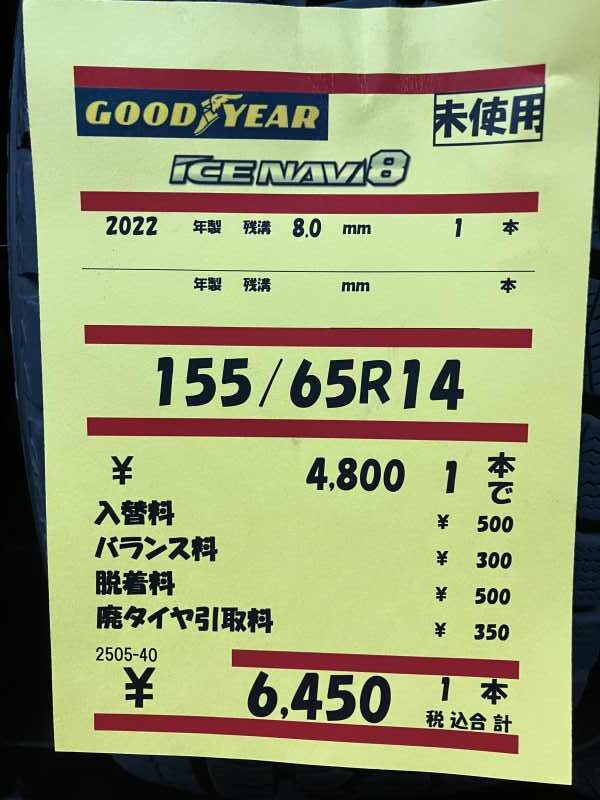 GOOD YEAR
未使用
ICE NAVI 8
2022 年製 残溝 8.0 mm 1 本
年製 残溝 mm 本
155/65R14
¥ 4,800 1 本で
入替料 ¥ 500
バランス料 ¥ 300
脱着料 ¥ 500
廃タイヤ引取料 ¥ 350
2505-40
¥ 6,450 1 本
税込合計